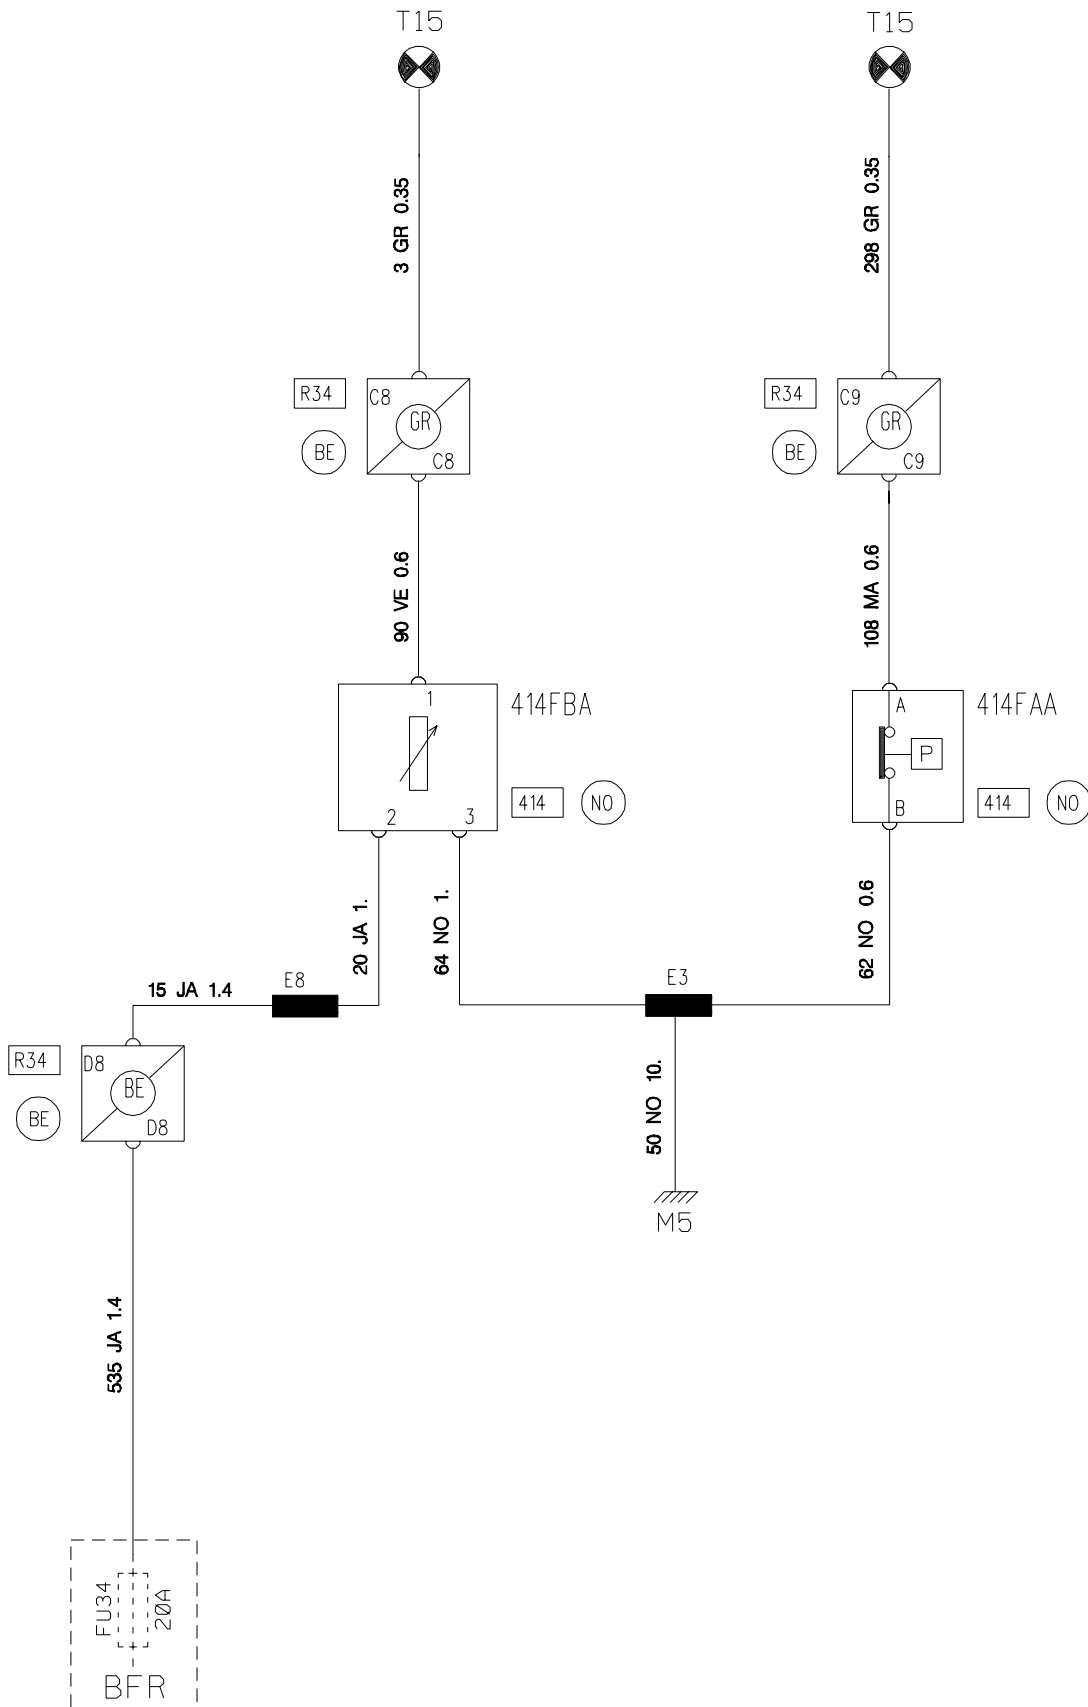 T15
T15
3 GR 0.35
298 GR 0.35
R34
C8
GR
BE
C8
R34
C9
GR
BE
C9
90 VE 0.6
108 MA 0.6
1
414FBA
A
414FAA
P
414
NO
414
NO
2
3
B
20 JA 1.
64 NO 1.
62 NO 0.6
E8
E3
15 JA 1.4
R34
D8
BE
BE
D8
50 NO 10.
M5
535 JA 1.4
FU34
20A
BFR